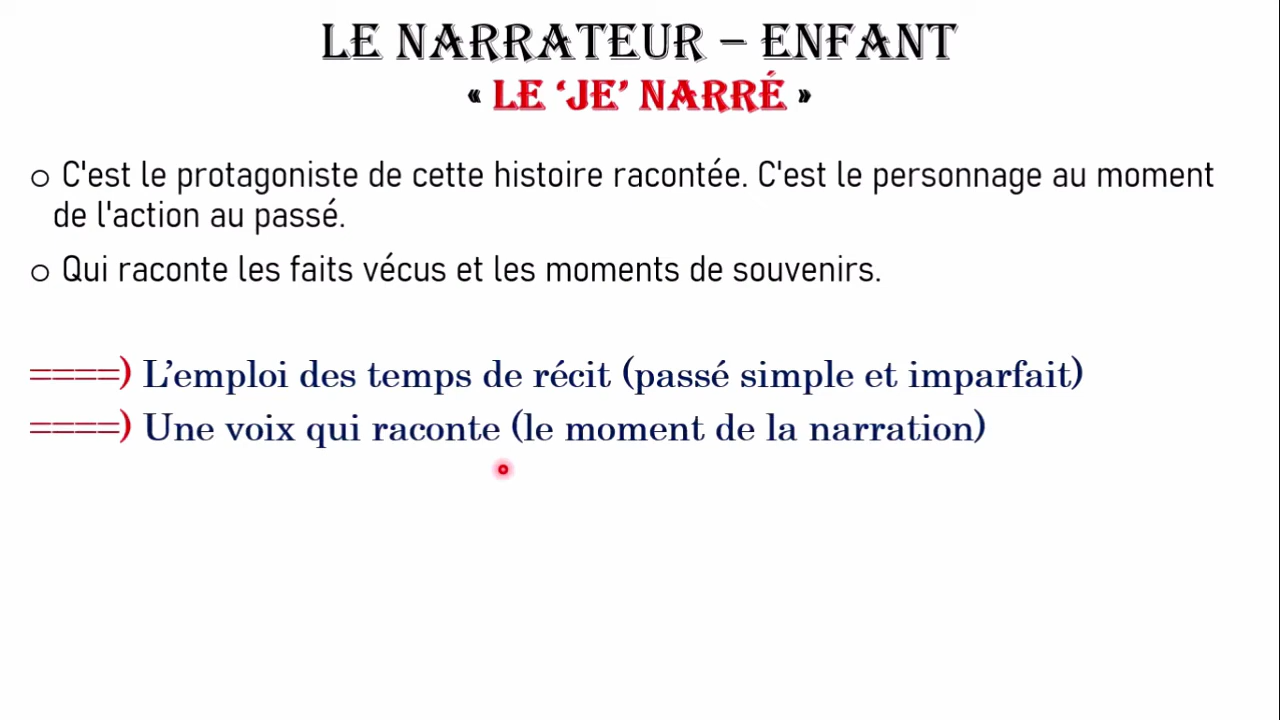 LE NARRATEUR – ENFANT
« LE ‘JE’ NARRÉ »
o C'est le protagoniste de cette histoire racontée. C'est le personnage au moment
de l'action au passé.
o Qui raconte les faits vécus et les moments de souvenirs.
====) L’emploi des temps de récit (passé simple et imparfait)
====) Une voix qui raconte (le moment de la narration)